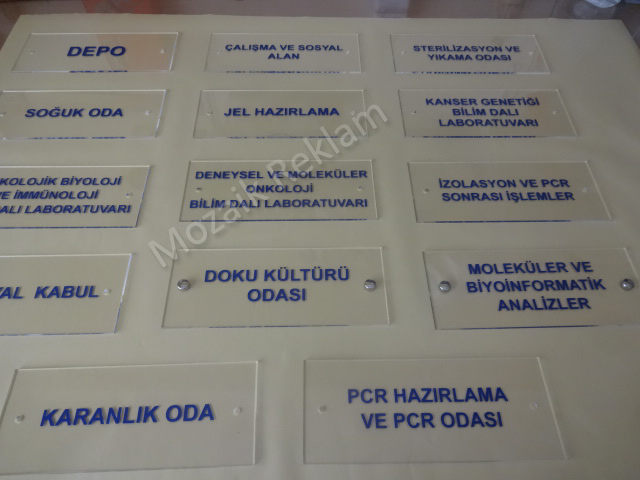 DEPO
ÇALIŞMA VE SOSYAL
ALAN
STERİLİZASYON VE
YIKAMA ODASI
SOĞUK ODA
JEL HAZIRLAMA
KANSER GENETİĞİ
BİLİM DALI
LABORATUVARI
KOLOJİK BİYOLOJİ
VE İMMÜNOLOJİ
DALI LABORATUVARI
DENEYSEL VE MOLEKÜLER
ONKOLOJİ
BİLİM DALI LABORATUVARI
İZOLASYON VE PCR
SONRASI İŞLEMLER
KABUL
DOKU KÜLTÜRÜ
ODASI
MOLEKÜLER VE
BİYOİNFORMATİK
ANALİZLER
KARANLIK ODA
PCR HAZIRLAMA
VE PCR ODASI
Mozaik Reklam